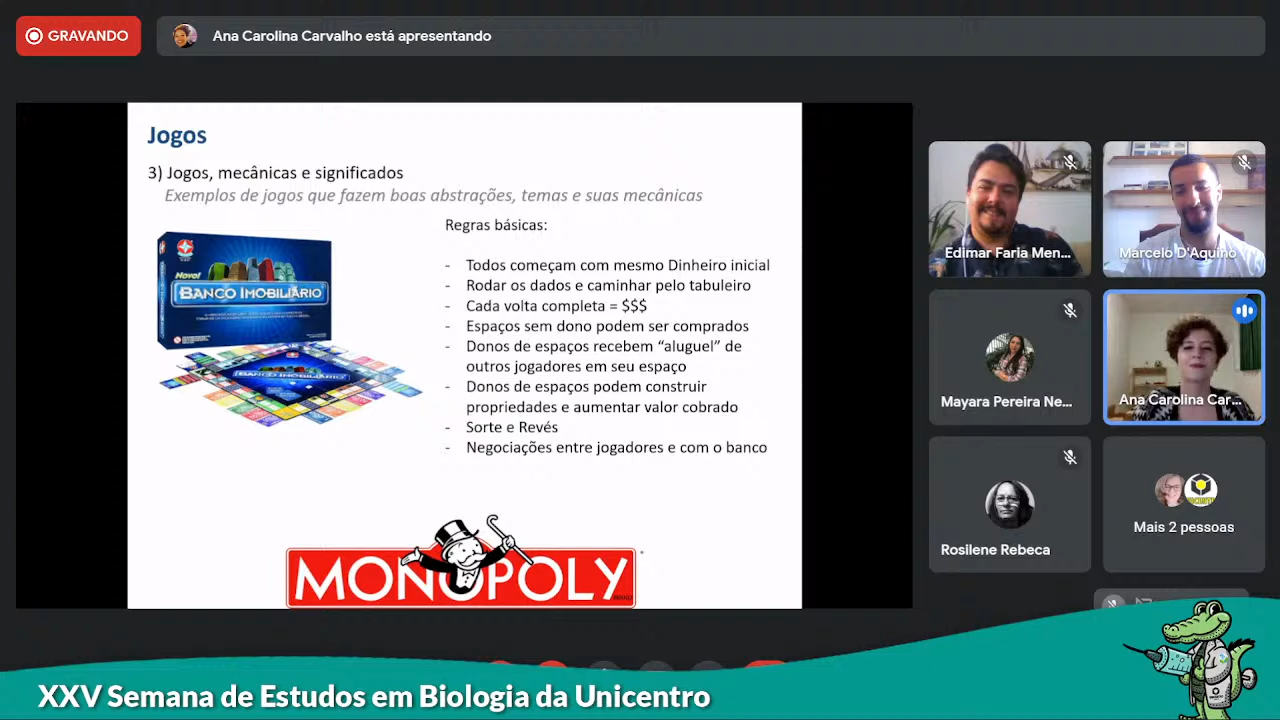 GRAVANDO
Ana Carolina Carvalho está apresentando
Jogos
3) Jogos, mecânicas e significados
Exemplos de jogos que fazem boas abstrações, temas e suas mecânicas
Regras básicas:
- Todos começam com mesmo Dinheiro inicial
- Rodar os dados e caminhar pelo tabuleiro
- Cada volta completa = $$$
- Espaços sem dono podem ser comprados
- Donos de espaços recebem “aluguel” de
outros jogadores em seu espaço
- Donos de espaços podem construir
propriedades e aumentar valor cobrado
- Sorte e Revés
- Negociações entre jogadores e com o banco
Novo!
BANCO IMOBILIÁRIO
BANCO IMOBILIÁRIO
MONOPOLY
Edimar Faria Men...
Marcelo D'Aquino
Mayara Pereira Ne...
Ana Carolina Car...
Rosilene Rebeca
Mais 2 pessoas
XXV Semana de Estudos em Biologia da Unicentro